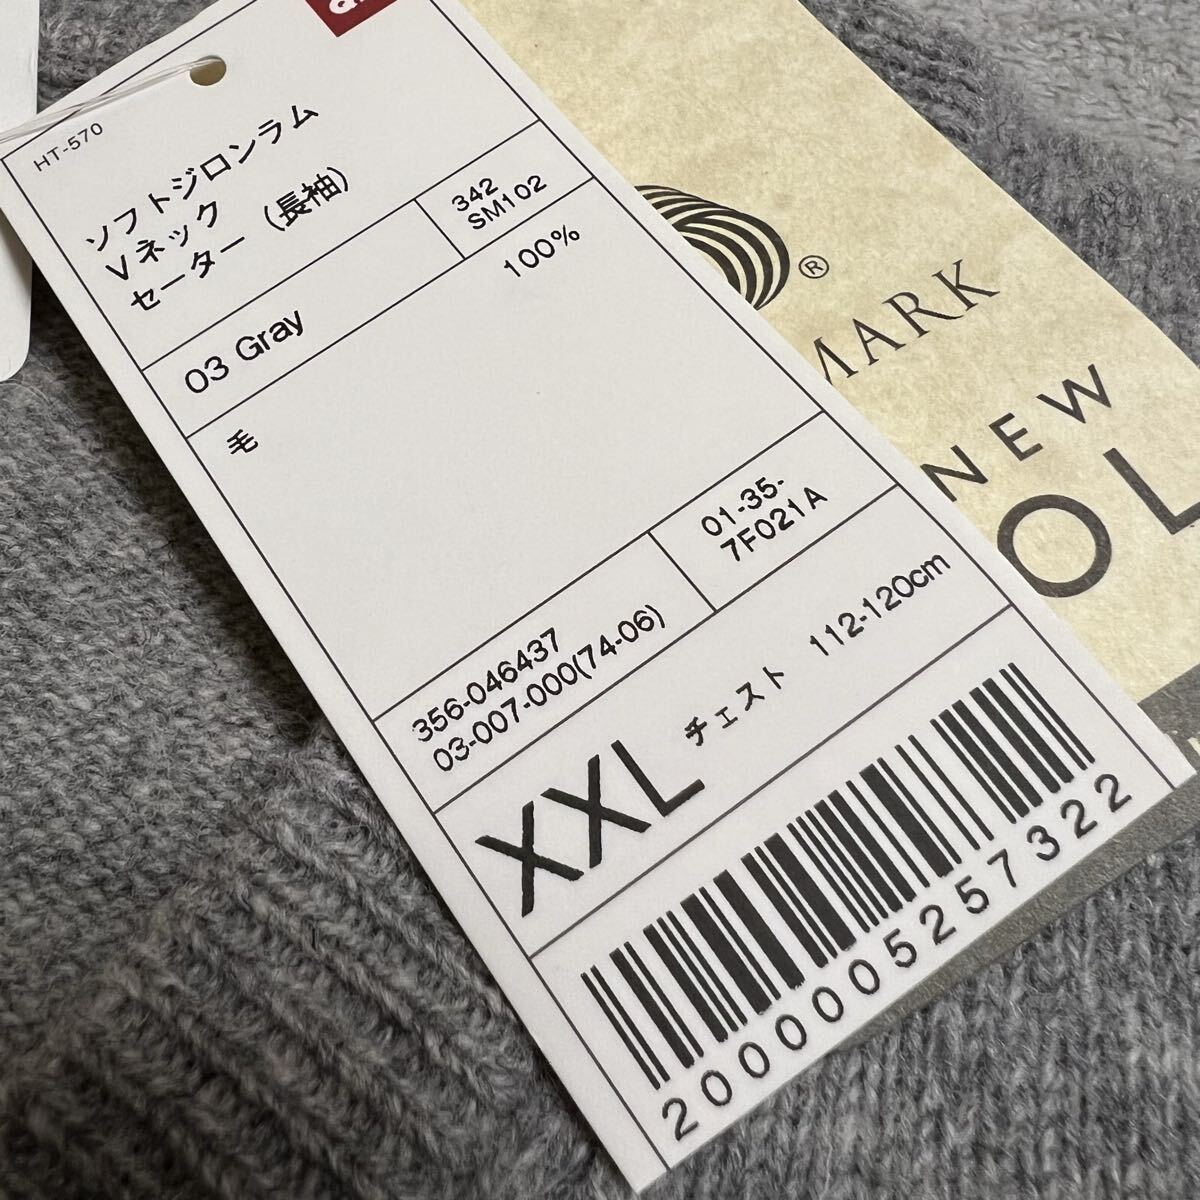 HT-570
ソフトジロンラム
Vネック
セーター (長袖)
342
SM102
03 Gray
100%
毛
01-35-
7F021A
356-046437
03-007-000(74-06)
XXL チェスト 112-120cm
200005257322
®
MARK
NEW
OL